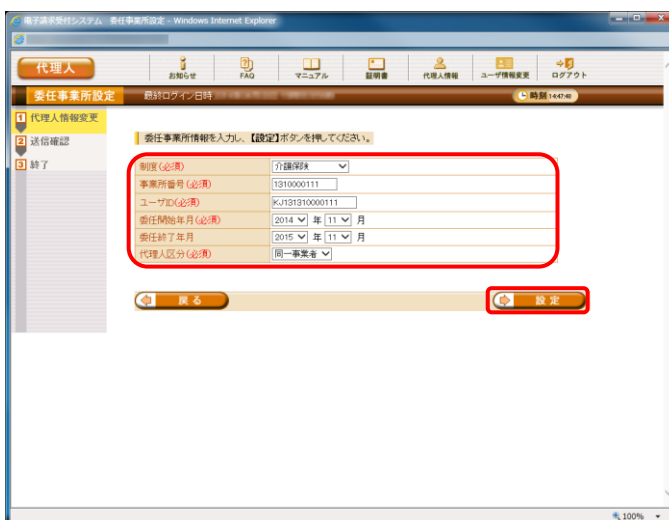 電子請求受付システム 委任事業所設定 - Windows Internet Explorer
代理人
お知らせ FAQ マニュアル 証明書 代理人情報 ユーザ情報変更 ログアウト
委任事業所設定 最終ログイン日時 時刻 14:47:48
1 代理人情報変更
2 送信確認
3 終了
委任事業所情報を入力し、【設定】ボタンを押してください。
制度(必須) 介護保険
事業所番号(必須) 1310000111
ユーザID(必須) KJ131310000111
委任開始年月(必須) 2014 年 11 月
委任終了年月 2015 年 11 月
代理人区分(必須) 同一事業者
戻る 設定
100%